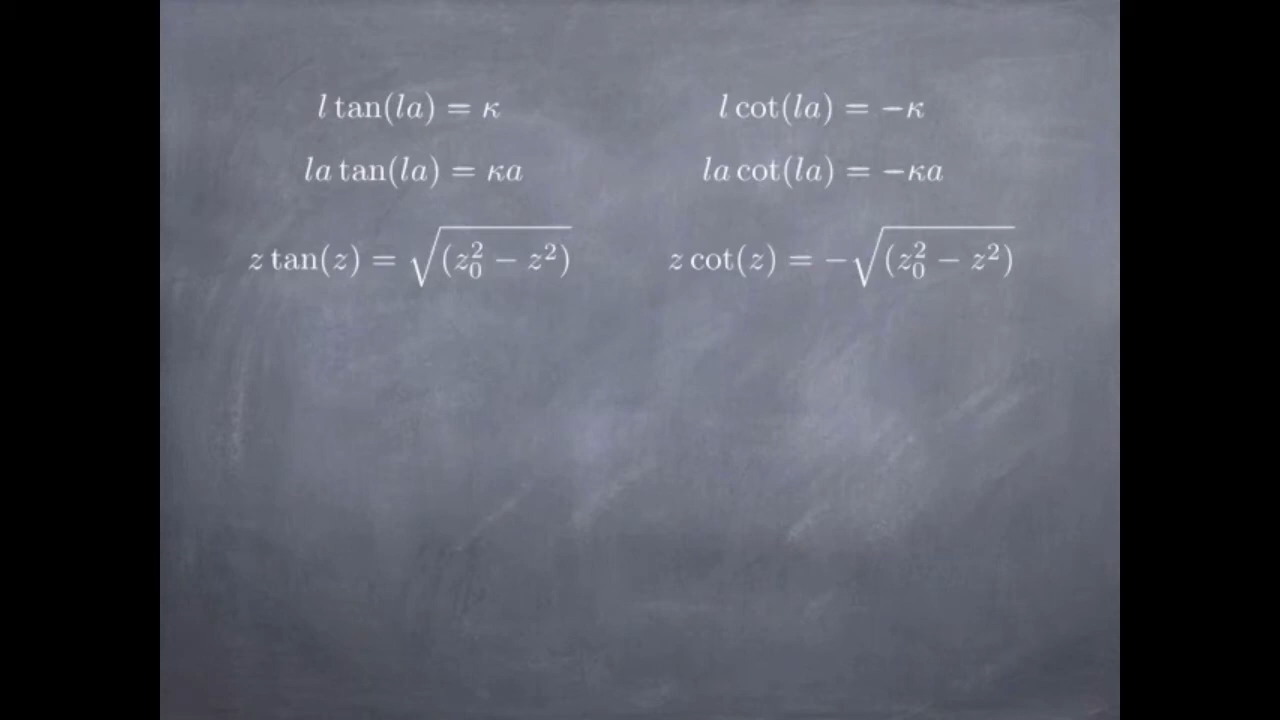 l tan(la) = κ    l cot(la) = −κ
la tan(la) = κa    la cot(la) = −κa
z tan(z) = √(z₀² − z²)    z cot(z) = −√(z₀² − z²)